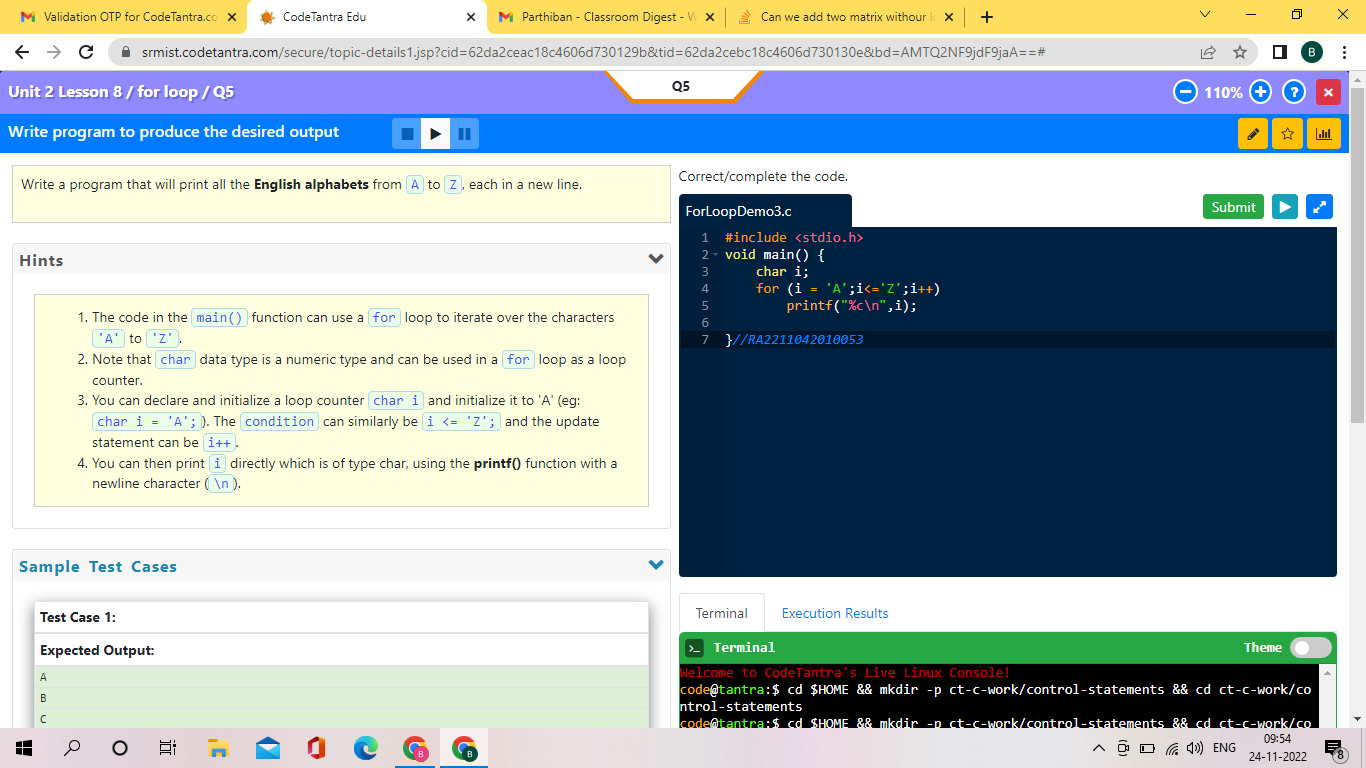 Validation OTP for CodeTantra.co
CodeTantra Edu
Parthiban - Classroom Digest - W
Can we add two matrix withour l
srmist.codetantra.com/secure/topic-details1.jsp?cid=62da2ceac18c4606d730129b&tid=62da2cebc18c4606d730130e&bd=AMTQ2NF9jdF9jaA==#
B
Unit 2 Lesson 8 / for loop / Q5
Q5
110%
?
Write program to produce the desired output
Write a program that will print all the English alphabets from A to Z, each in a new line.
Hints
1. The code in the main() function can use a for loop to iterate over the characters
'A' to 'Z'.
2. Note that char data type is a numeric type and can be used in a for loop as a loop
counter.
3. You can declare and initialize a loop counter char i and initialize it to 'A' (eg:
char i = 'A';). The condition can similarly be i <= 'Z'; and the update
statement can be i++.
4. You can then print i directly which is of type char, using the printf() function with a
newline character (\n).
Sample Test Cases
Test Case 1:
Expected Output:
A
B
C
Correct/complete the code.
ForLoopDemo3.c
Submit
1 #include <stdio.h>
2 void main() {
3 char i;
4 for (i = 'A';i<='Z';i++)
5 printf("%c\n",i);
6
7 }//RA2211042010053
Terminal
Execution Results
Terminal
Theme
Welcome to CodeTantra's Live Linux Console!
code@tantra:$ cd $HOME && mkdir -p ct-c-work/control-statements && cd ct-c-work/co
ntrol-statements
code@tantra:$ cd $HOME && mkdir -p ct-c-work/control-statements && cd ct-c-work/co
B
B
ENG
09:54
24-11-2022
8